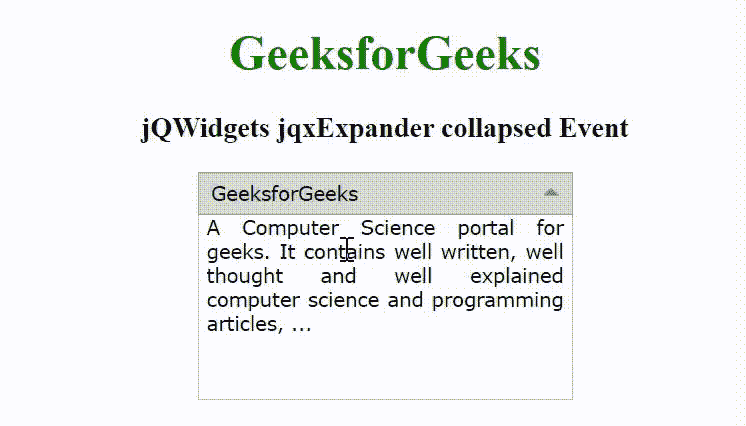 GeeksforGeeks
jQWidgets jqxExpander collapsed Event
GeeksforGeeks
A Computer Science portal for
geeks. It contains well written, well
thought and well explained
computer science and programming
articles, ...